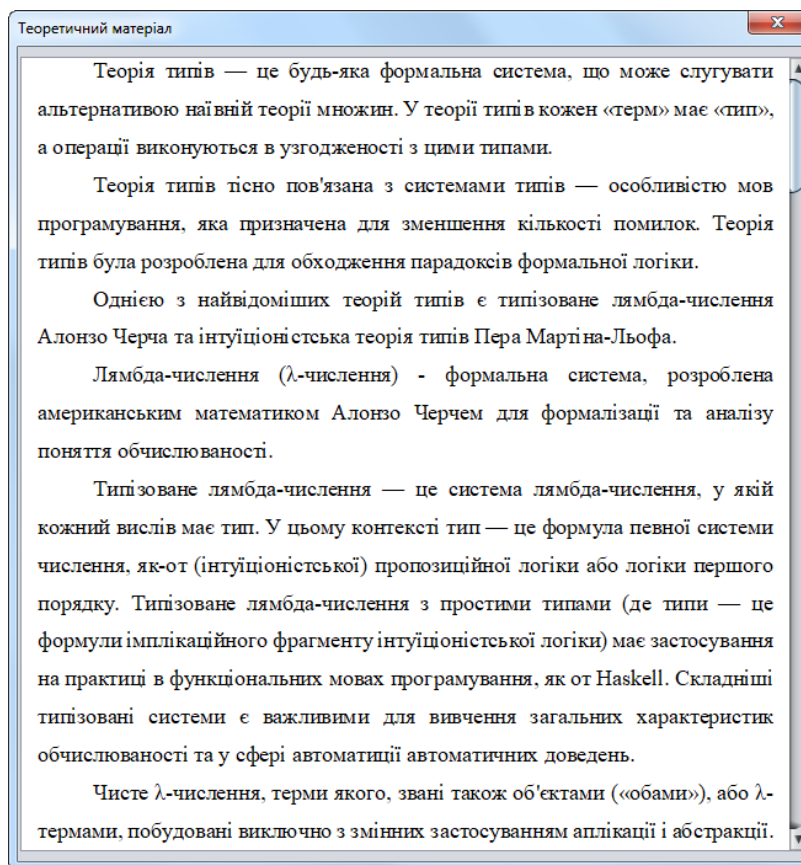 Теоретичний матеріал
Теорія типів — це будь-яка формальна система, що може слугувати
альтернативою наївній теорії множин. У теорії типів кожен «терм» має «тип»,
а операції виконуються в узгодженості з цими типами.
Теорія типів тісно пов'язана з системами типів — особливістю мов
програмування, яка призначена для зменшення кількості помилок. Теорія
типів була розроблена для обходження парадоксів формальної логіки.
Однією з найвідоміших теорій типів є типізоване лямбда-числення
Алонзо Черча та інтуїціоністська теорія типів Пера Мартіна-Льофа.
Лямбда-числення (λ-числення) - формальна система, розроблена
американським математиком Алонзо Черчем для формалізації та аналізу
поняття обчислюваності.
Типізоване лямбда-числення — це система лямбда-числення, у якій
кожний вислів має тип. У цьому контексті тип — це формула певної системи
числення, як-от (інтуїціоністської) пропозиційної логіки або логіки першого
порядку. Типізоване лямбда-числення з простими типами (де типи — це
формули імплікаційного фрагменту інтуїціоністської логіки) має застосування
на практиці в функціональних мовах програмування, як от Haskell. Складніші
типізовані системи є важливими для вивчення загальних характеристик
обчислюваності та у сфері автоматиції автоматичних доведень.
Чисте λ-числення, терми якого, звані також об'єктами («обами»), або λ-
термами, побудовані виключно з змінних застосуванням аплікації і абстракції.